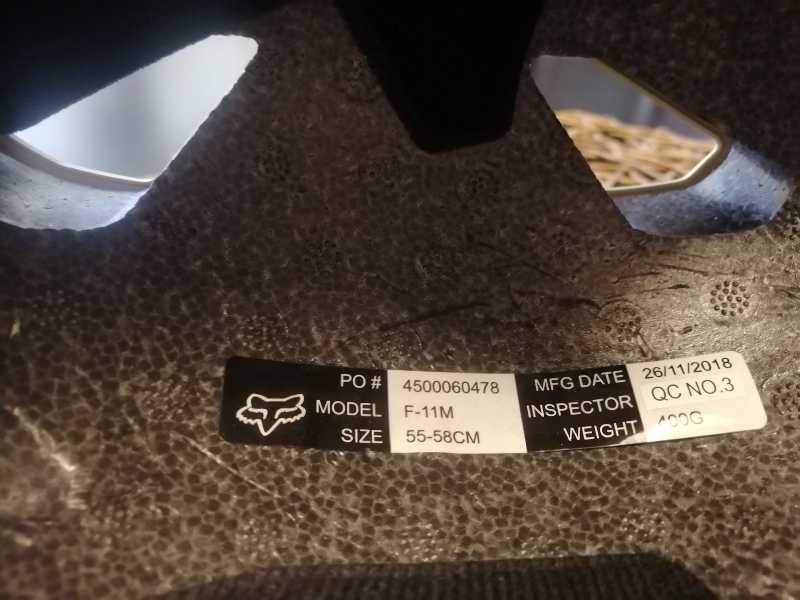 PO # 4500060478 MFG DATE 26/11/2018
MODEL F-11M INSPECTOR QC NO.3
SIZE 55-58CM WEIGHT 400G